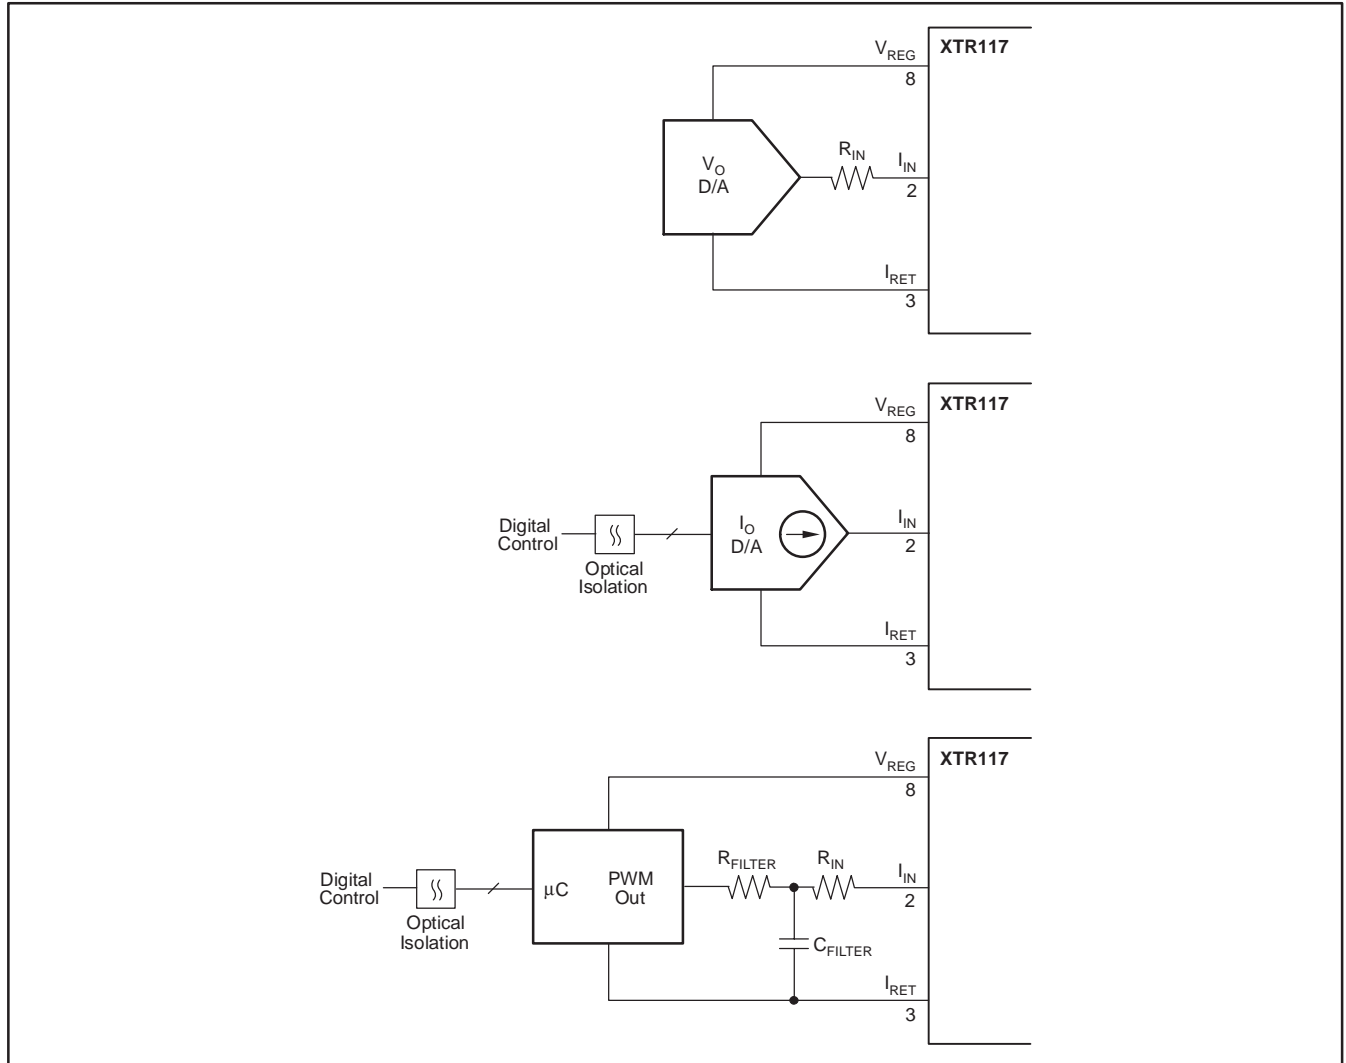 V_REG
XTR117
8
V_O
D/A
R_IN
I_IN
2
I_RET
3
V_REG
XTR117
8
Digital
Control
Optical
Isolation
I_O
D/A
I_IN
2
I_RET
3
V_REG
XTR117
8
Digital
Control
Optical
Isolation
μC
PWM
Out
R_FILTER
R_IN
I_IN
2
C_FILTER
I_RET
3